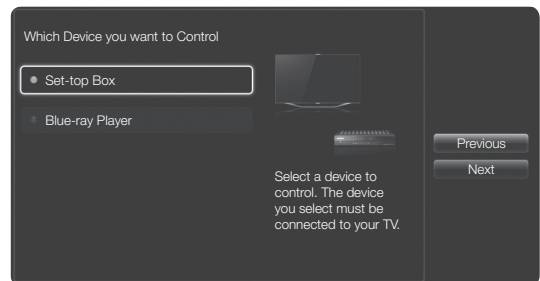 Which Device you want to Control
Set-top Box
Blue-ray Player
Select a device to
control. The device
you select must be
connected to your TV.
Previous
Next